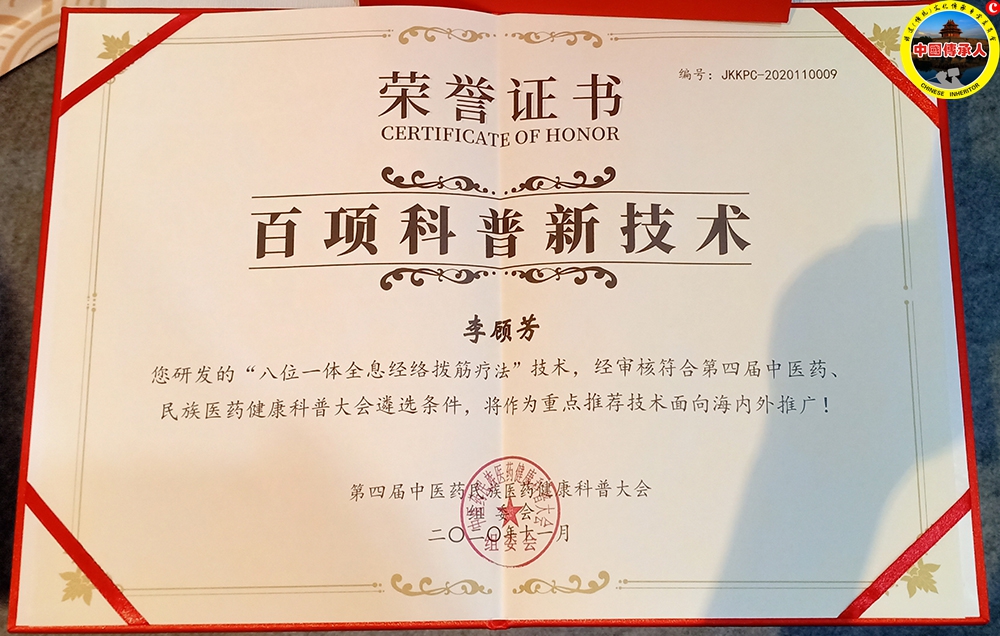 编号：JKKPC-2020110009
中國傳承人
CHINESE INHERITOR
荣誉证书
CERTIFICATE OF HONOR
百项科普新技术
李顾芳
您研发的“八位一体全息经络拨筋疗法”技术，经审核符合第四届中医药、
民族医药健康科普大会遴选条件，将作为重点推荐技术面向海内外推广！
第四届中医药民族医药健康科普大会
组委会
二〇二〇年十一月
组委会